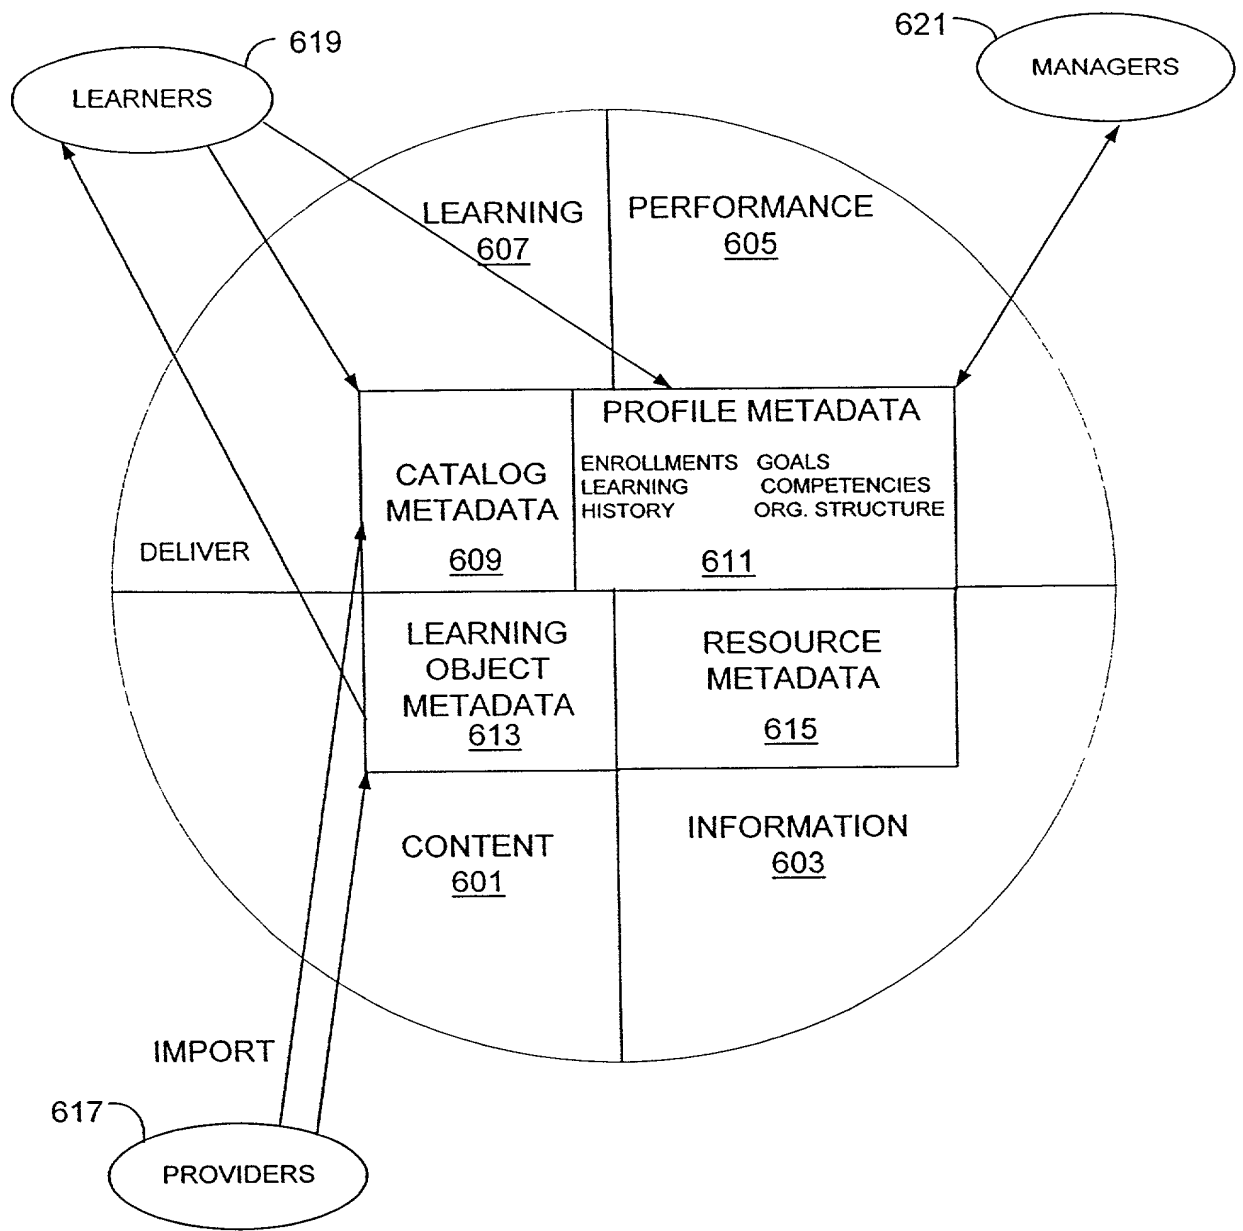 619
LEARNERS
621
MANAGERS
LEARNING
607
PERFORMANCE
605
PROFILE METADATA
ENROLLMENTS GOALS
LEARNING COMPETENCIES
HISTORY ORG. STRUCTURE
611
CATALOG
METADATA
609
DELIVER
LEARNING
OBJECT
METADATA
613
RESOURCE
METADATA
615
CONTENT
601
INFORMATION
603
IMPORT
617
PROVIDERS